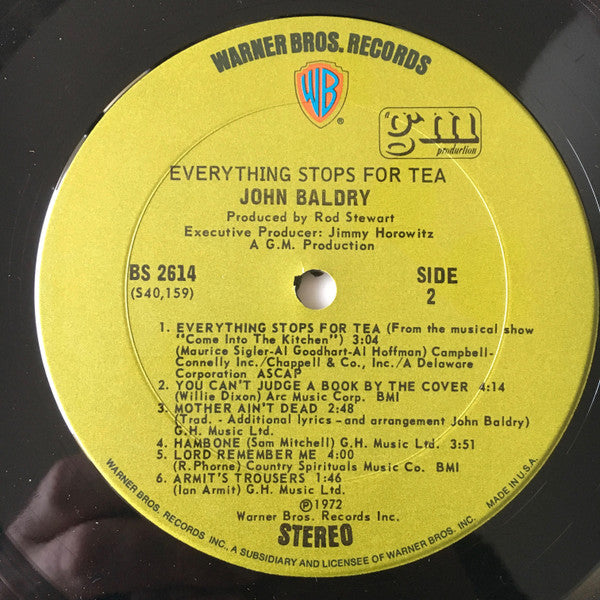 WARNER BROS. RECORDS
WB
®
a gm production
EVERYTHING STOPS FOR TEA
JOHN BALDRY
Produced by Rod Stewart
Executive Producer: Jimmy Horowitz
A G.M. Production
BS 2614
(S40,159)
SIDE
2
1. EVERYTHING STOPS FOR TEA (From the musical show
"Come Into The Kitchen") 3:04
(Maurice Sigler-Al Goodhart-Al Hoffman) Campbell-
Connelly Inc./Chappell & Co., Inc./A Delaware
Corporation ASCAP
2. YOU CAN'T JUDGE A BOOK BY THE COVER 4:14
(Willie Dixon) Arc Music Corp. BMI
3. MOTHER AIN'T DEAD 2:48
(Trad. - Additional lyrics - and arrangement John Baldry)
G.H. Music Ltd.
4. HAMBONE (Sam Mitchell) G.H. Music Ltd. 3:51
5. LORD REMEMBER ME 4:00
(R. Phorne) Country Spirituals Music Co. BMI
6. ARMIT'S TROUSERS 1:46
(Ian Armit) G.H. Music Ltd.
℗1972
Warner Bros. Records Inc.
STEREO
WARNER BROS. RECORDS INC., A SUBSIDIARY AND LICENSEE OF WARNER BROS. INC. MADE IN U.S.A.